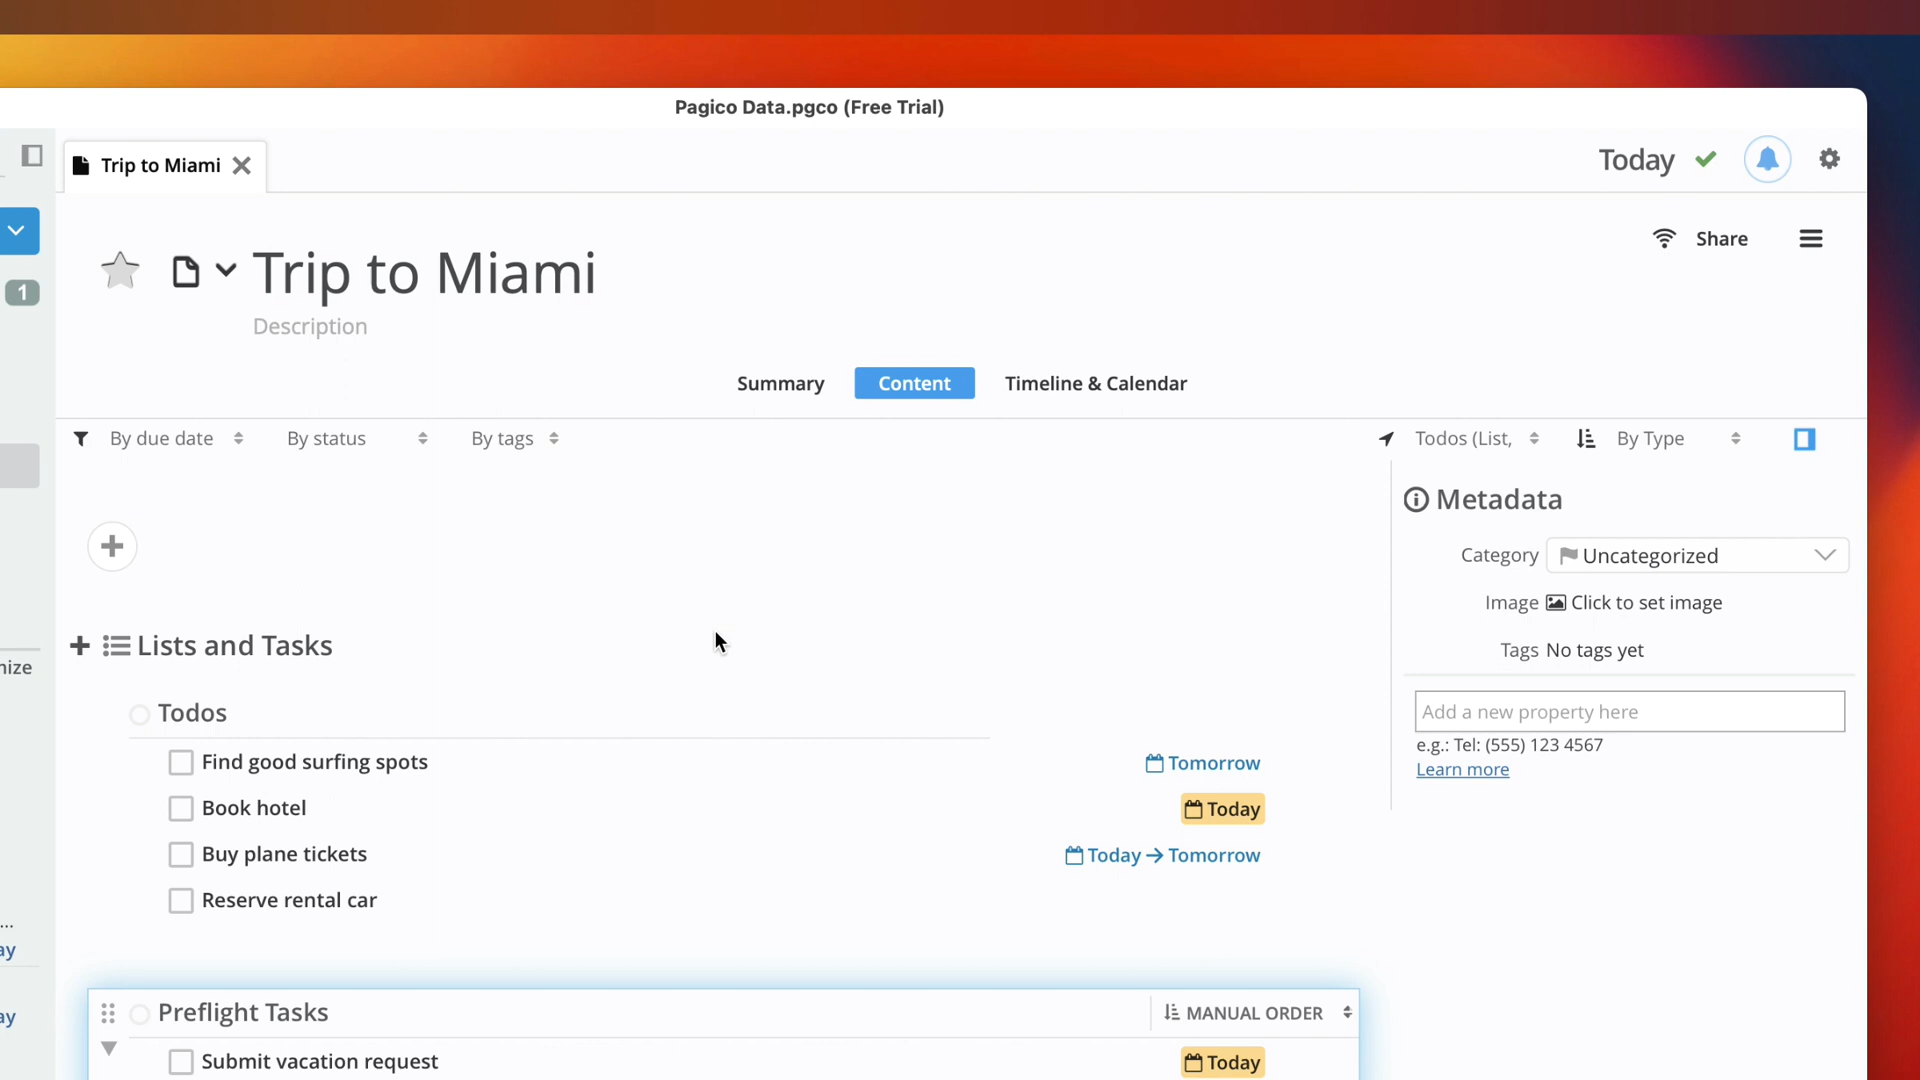 Pagico Data.pgco (Free Trial)
Trip to Miami
Today
1
Share
Trip to Miami
Description
Summary
Content
Timeline & Calendar
By due date
By status
By tags
Todos (List,
By Type
Metadata
Category
Uncategorized
Image
Click to set image
Tags
No tags yet
Add a new property here
e.g.: Tel: (555) 123 4567
Learn more
nize
...
ay
ay
Lists and Tasks
Todos
Find good surfing spots
Tomorrow
Book hotel
Today
Buy plane tickets
Today → Tomorrow
Reserve rental car
Preflight Tasks
MANUAL ORDER
Submit vacation request
Today